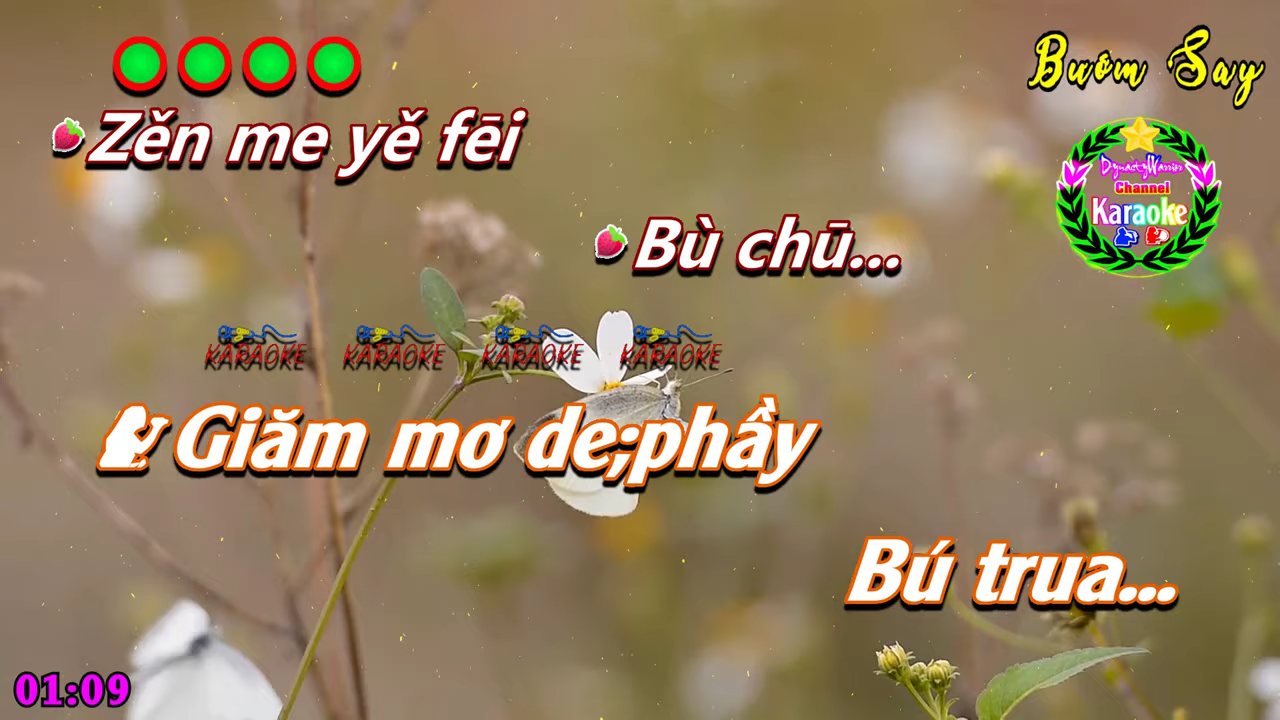 Bướm Say
Zěn me yě fēi
DynastyWarrior
Channel
Karaoke
Bù chū...
KARAOKE KARAOKE KARAOKE KARAOKE
Giăm mơ de;phầy
Bú trua...
01:09